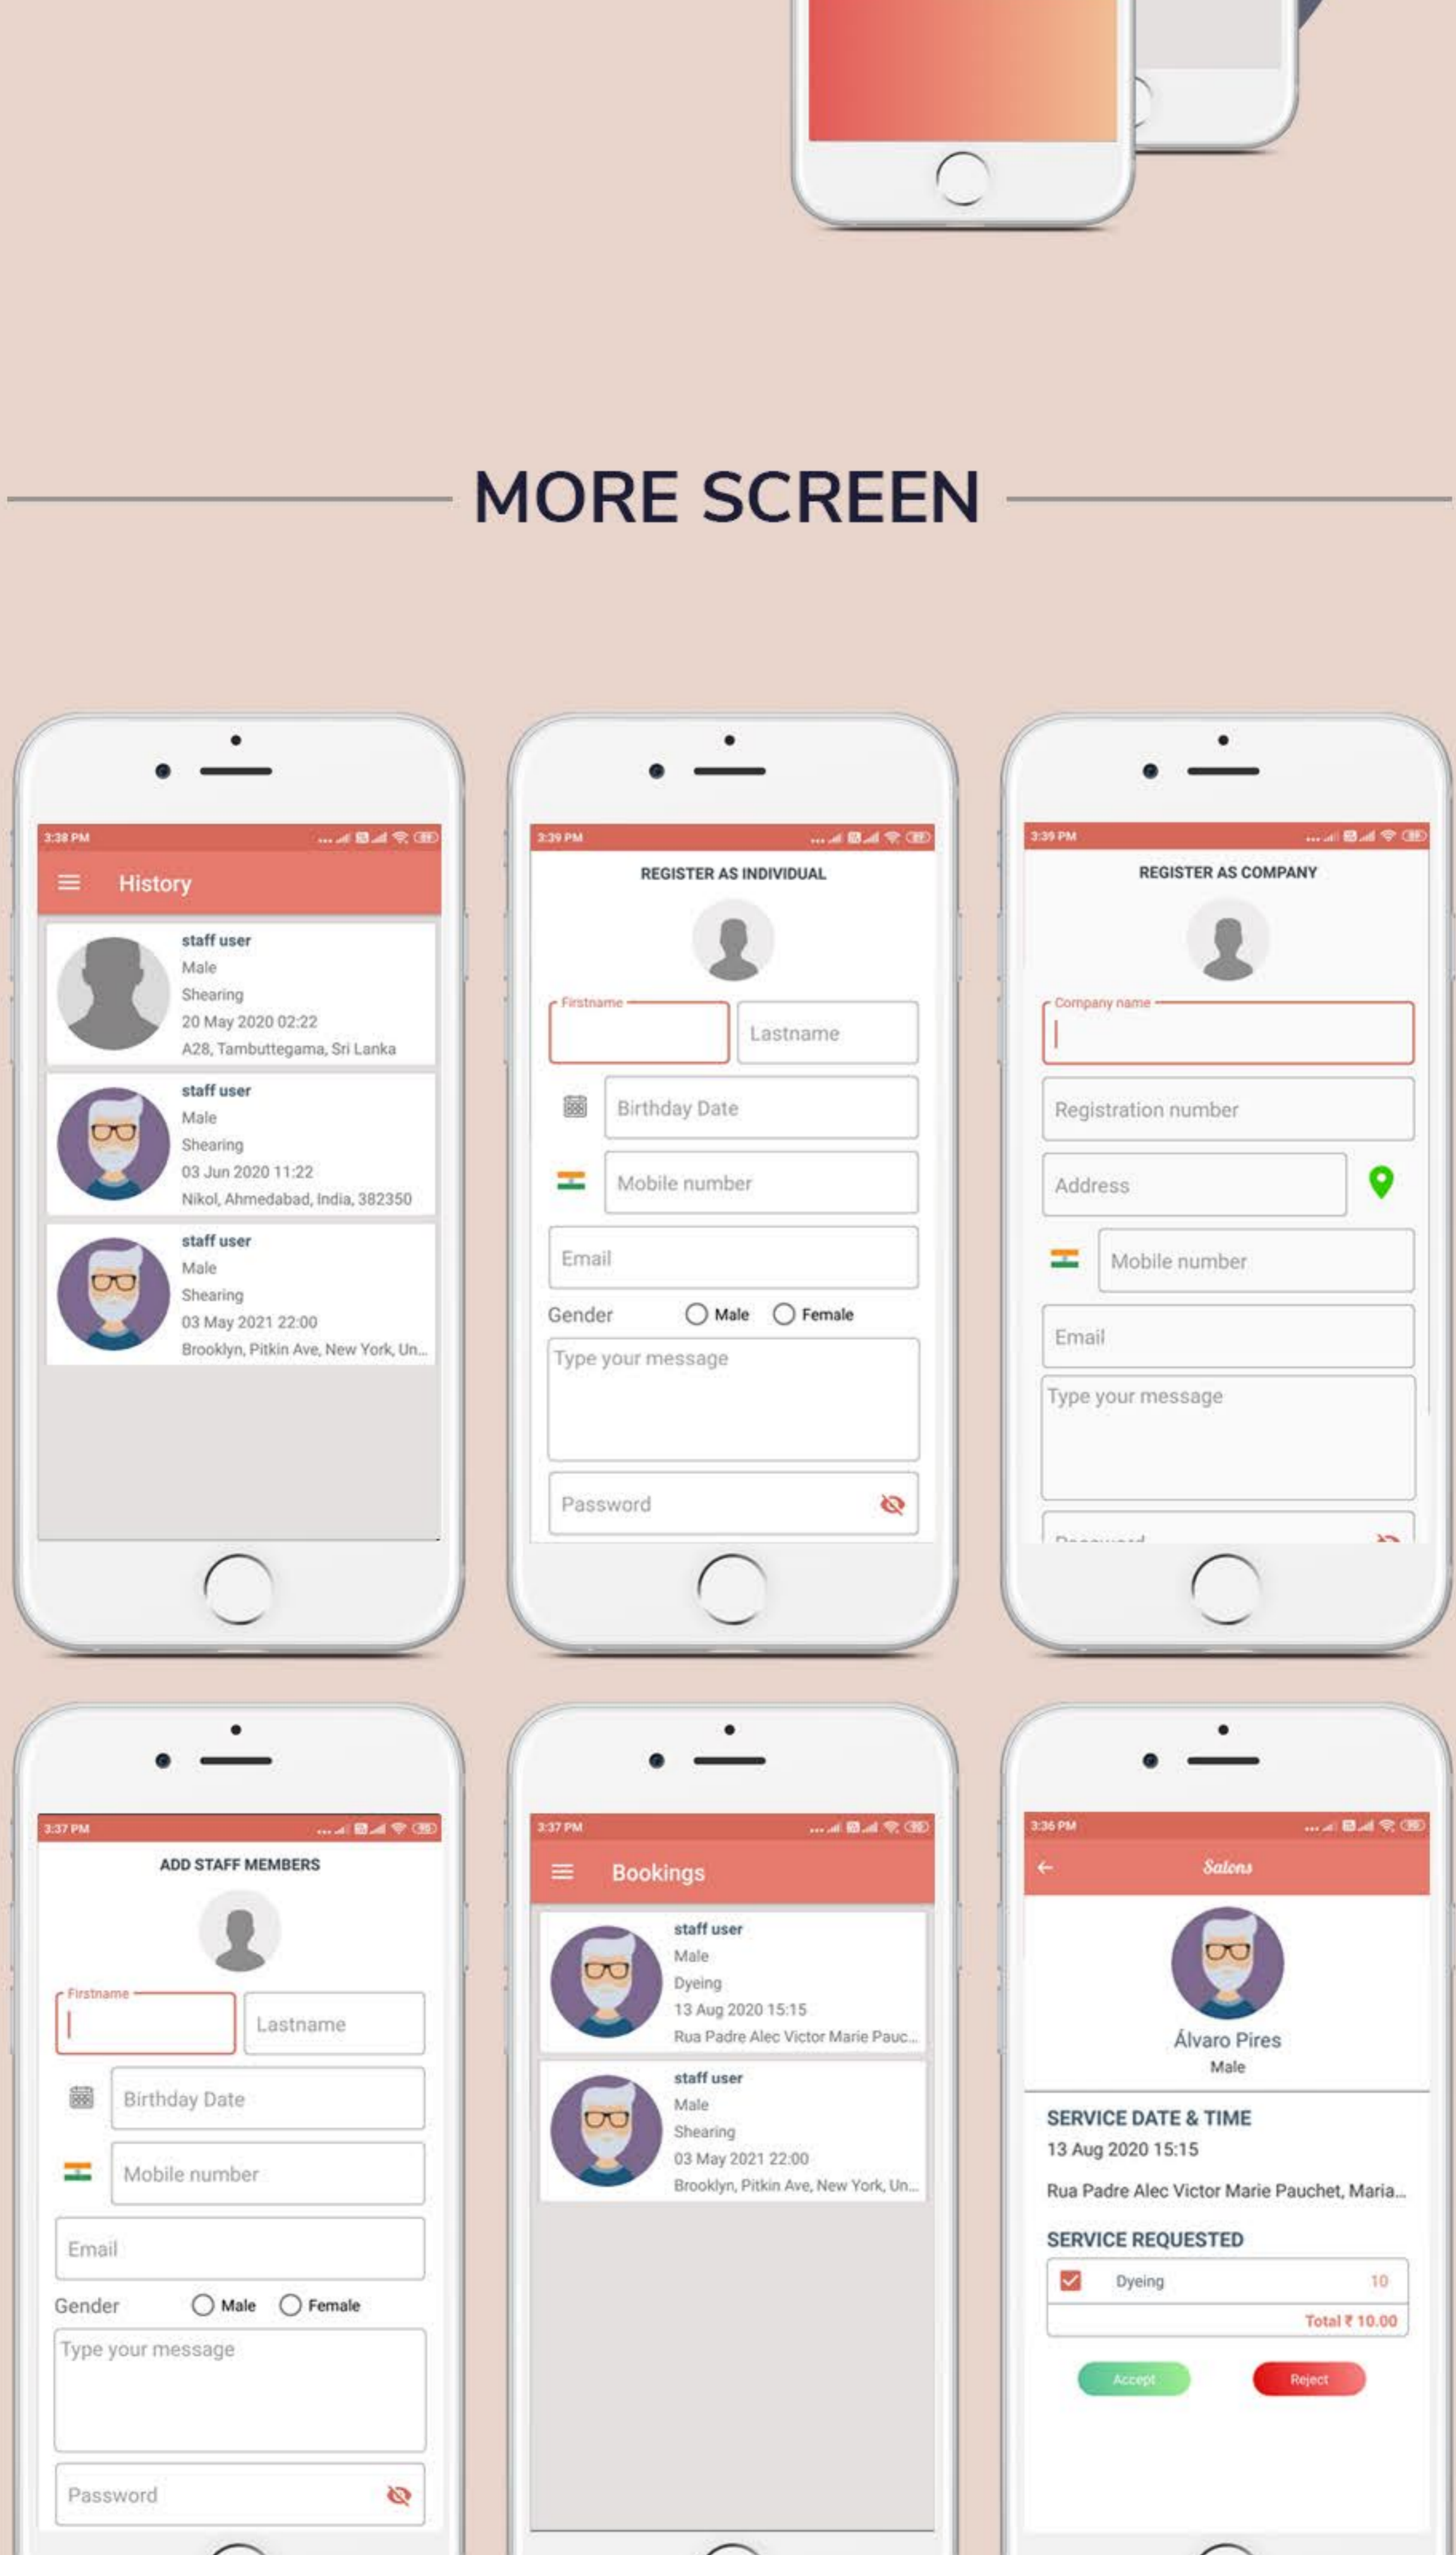 MORE SCREEN
3:38 PM
History
staff user
Male
Shearing
20 May 2020 02:22
A28, Tambuttegama, Sri Lanka
staff user
Male
Shearing
03 Jun 2020 11:22
Nikol, Ahmedabad, India, 382350
staff user
Male
Shearing
03 May 2021 22:00
Brooklyn, Pitkin Ave, New York, Un...
3:39 PM
REGISTER AS INDIVIDUAL
Firstname
Lastname
Birthday Date
Mobile number
Email
Gender Male Female
Type your message
Password
3:39 PM
REGISTER AS COMPANY
Company name
Registration number
Address
Mobile number
Email
Type your message
3:37 PM
ADD STAFF MEMBERS
Firstname
Lastname
Birthday Date
Mobile number
Email
Gender Male Female
Type your message
Password
3:37 PM
Bookings
staff user
Male
Dyeing
13 Aug 2020 15:15
Rua Padre Alec Victor Marie Pauc...
staff user
Male
Shearing
03 May 2021 22:00
Brooklyn, Pitkin Ave, New York, Un...
3:36 PM
Salons
Álvaro Pires
Male
SERVICE DATE & TIME
13 Aug 2020 15:15
Rua Padre Alec Victor Marie Pauchet, Maria...
SERVICE REQUESTED
Dyeing 10
Total ₹ 10.00
Accept Reject